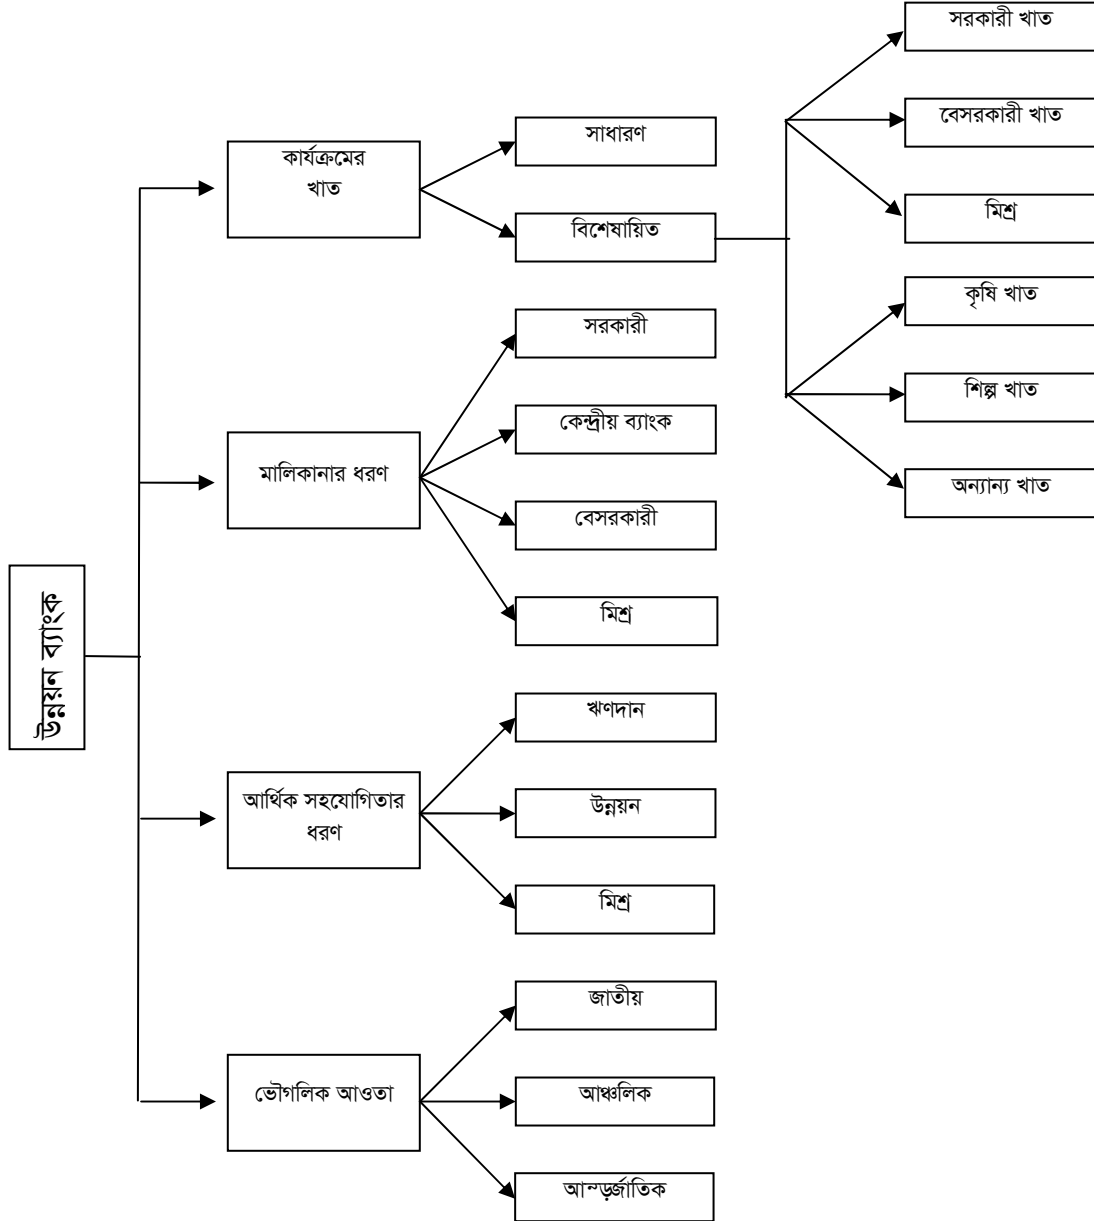 উন্নয়ন ব্যাংক
কার্যক্রমের
খাত
সাধারণ
বিশেষায়িত
সরকারী খাত
বেসরকারী খাত
মিশ্র
কৃষি খাত
শিল্প খাত
অন্যান্য খাত
মালিকানার ধরণ
সরকারী
কেন্দ্রীয় ব্যাংক
বেসরকারী
মিশ্র
আর্থিক সহযোগিতার
ধরণ
ঋণদান
উন্নয়ন
মিশ্র
ভৌগলিক আওতা
জাতীয়
আঞ্চলিক
আন্ড়র্জাতিক